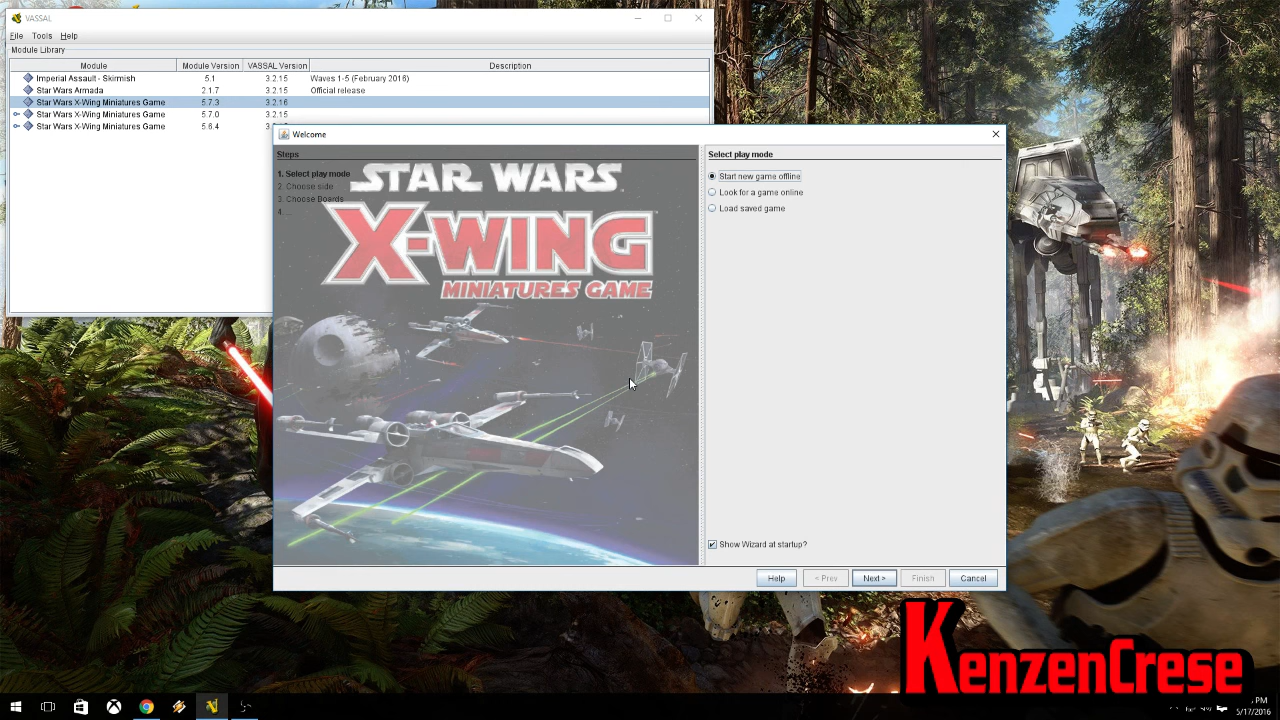 VASSAL
File Tools Help
Module Library
Module Module Version VASSAL Version Description
Imperial Assault - Skirmish 5.1 3.2.15 Waves 1-5 (February 2016)
Star Wars Armada 2.1.7 3.2.15 Official release
Star Wars X-Wing Miniatures Game 5.7.3 3.2.16
Star Wars X-Wing Miniatures Game 5.7.0 3.2.15
Star Wars X-Wing Miniatures Game 5.6.4
Welcome
Steps
1. Select play mode
2. Choose side
3. Choose Boards
4. ...
STAR WARS
X-WING
MINIATURES GAME
Select play mode
Start new game offline
Look for a game online
Load saved game
Show Wizard at startup?
Help < Prev Next > Finish Cancel
KenzenCrese
PM
5/17/2016